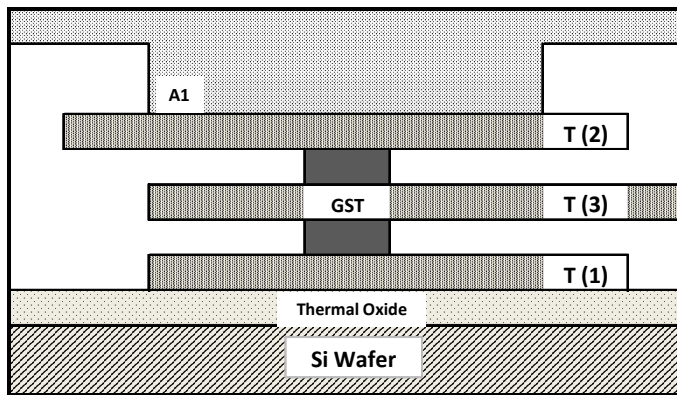 A1
T (2)
GST
T (3)
T (1)
Thermal Oxide
Si Wafer